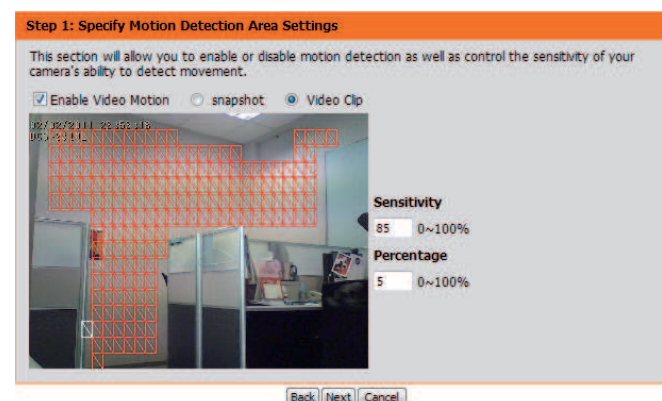 Step 1: Specify Motion Detection Area Settings
This section will allow you to enable or disable motion detection as well as control the sensitivity of your
camera's ability to detect movement.
Enable Video Motion snapshot Video Clip
Sensitivity
85 0~100%
Percentage
5 0~100%
Back Next Cancel